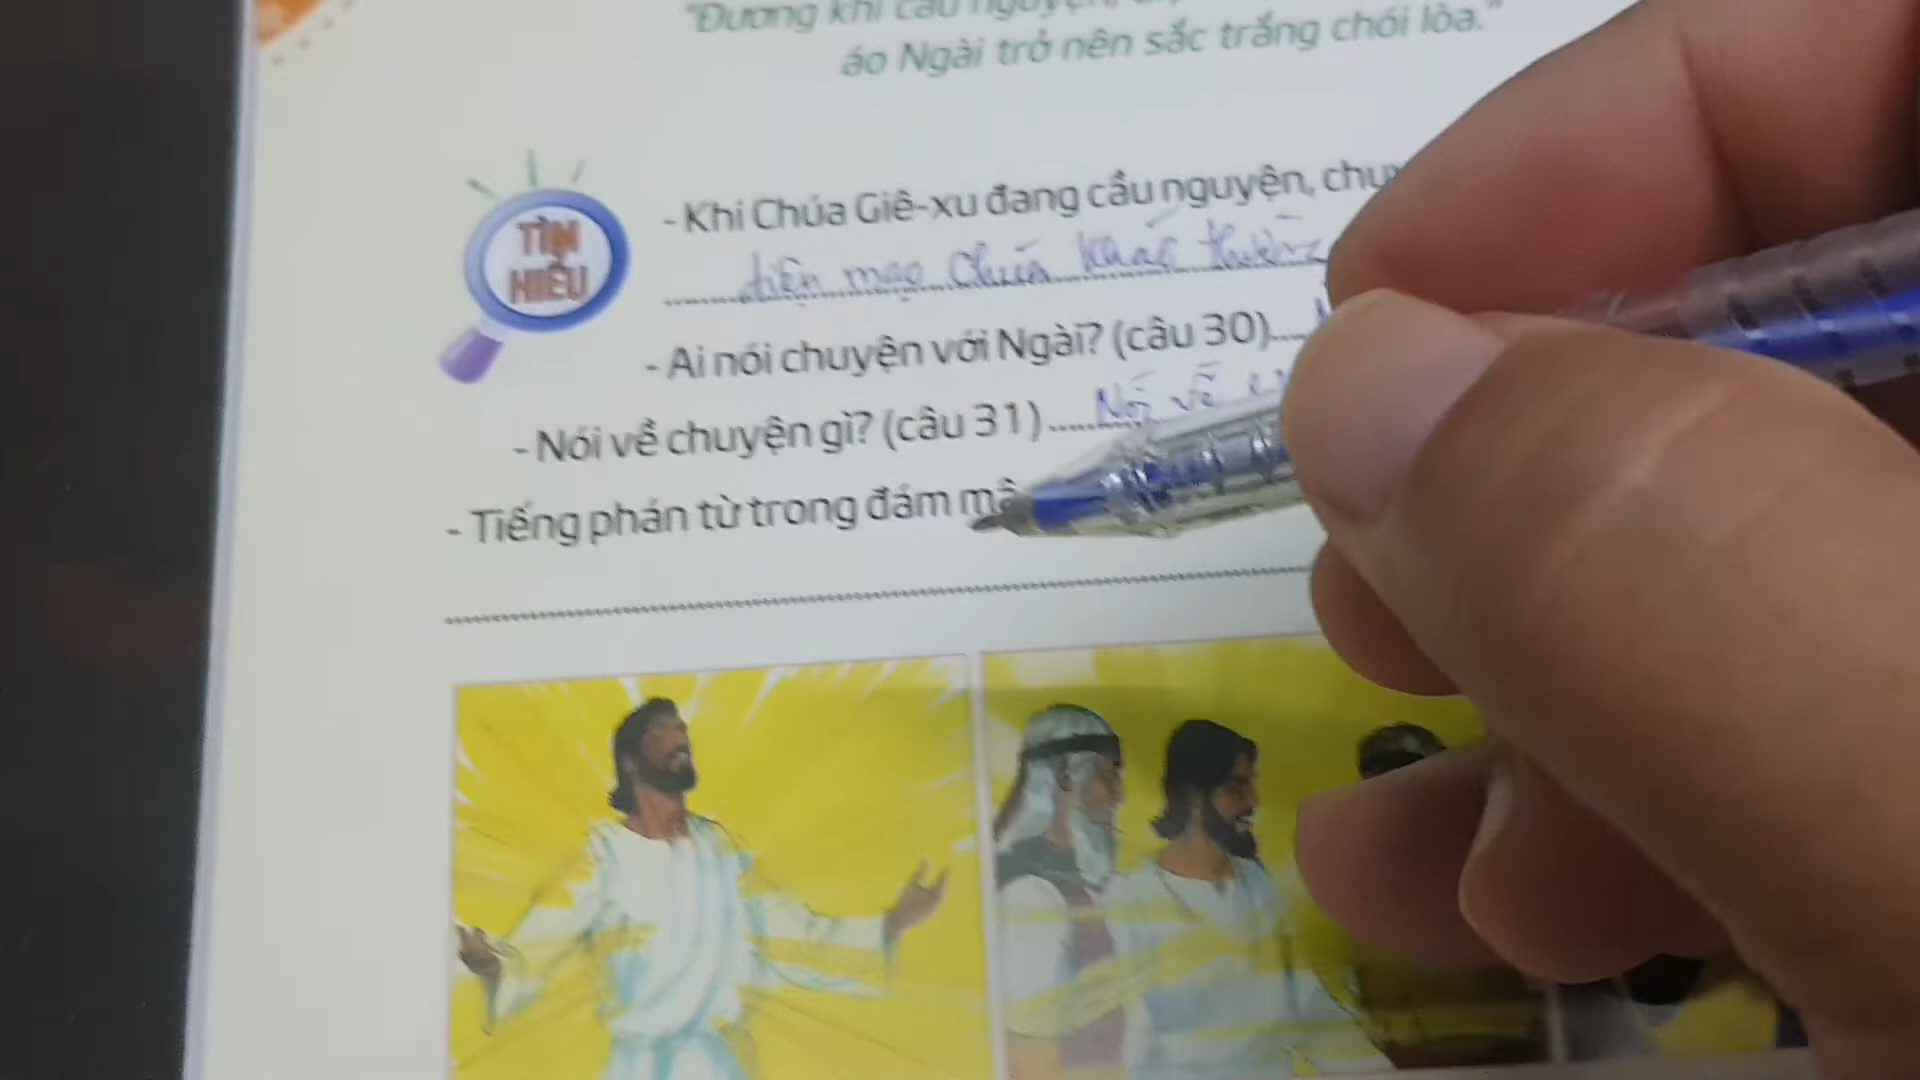 "Đương khi cầu nguyện,
áo Ngài trở nên sắc trắng chói lòa."
TÌM
HIỂU
- Khi Chúa Giê-xu đang cầu nguyện,
diện mạo Chúa khác thường
- Ai nói chuyện với Ngài? (câu 30)
- Nói về chuyện gì? (câu 31) Nói về
- Tiếng phán từ trong đám